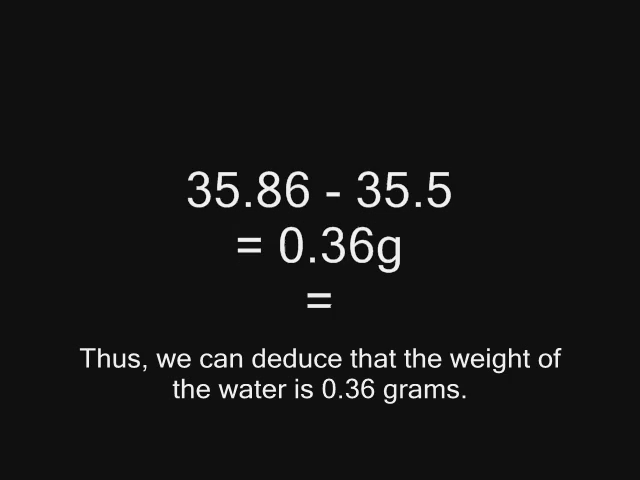 35.86 - 35.5
= 0.36g
=
Thus, we can deduce that the weight of
the water is 0.36 grams.